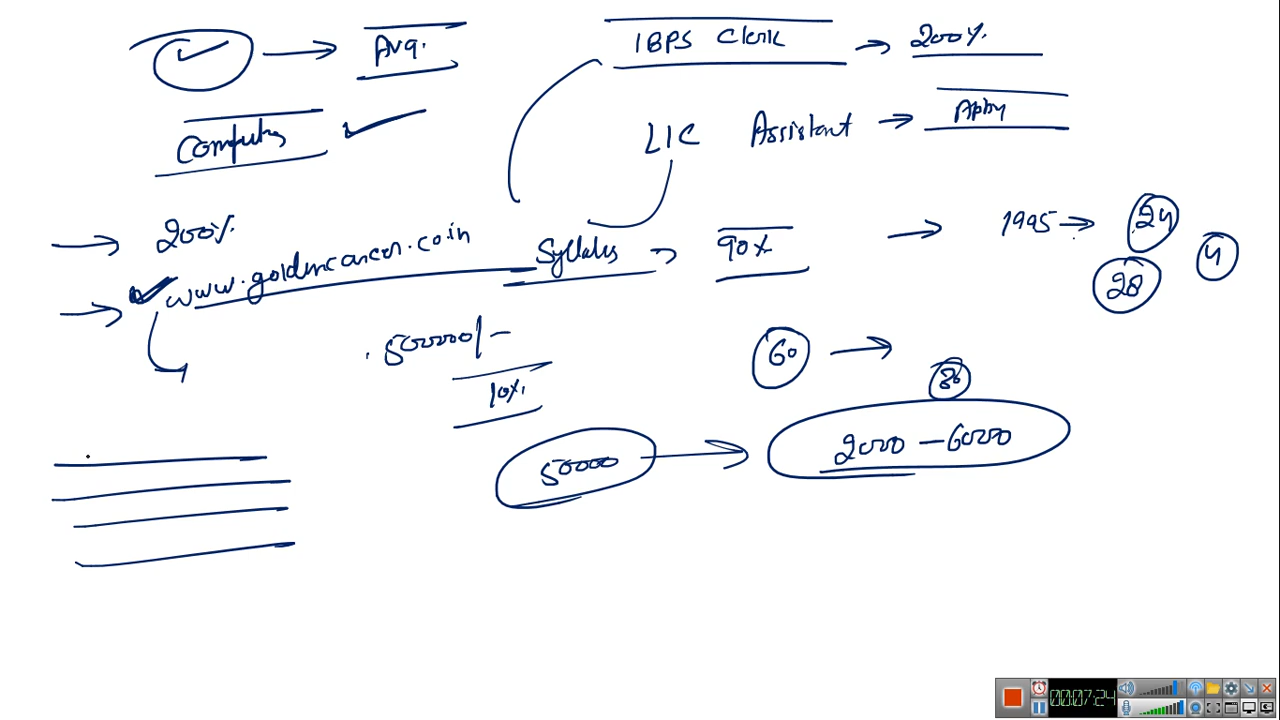 Avg.
IBPS Clerk → 200%
Computer
LIC Assistant → Apply
200%
www.goldencareer.co.in
Syllabus → 90%
→ 1995 → 24
4
28
500000/-
60 →
10%
80
50000 → 2000 - 6000
00:07:24